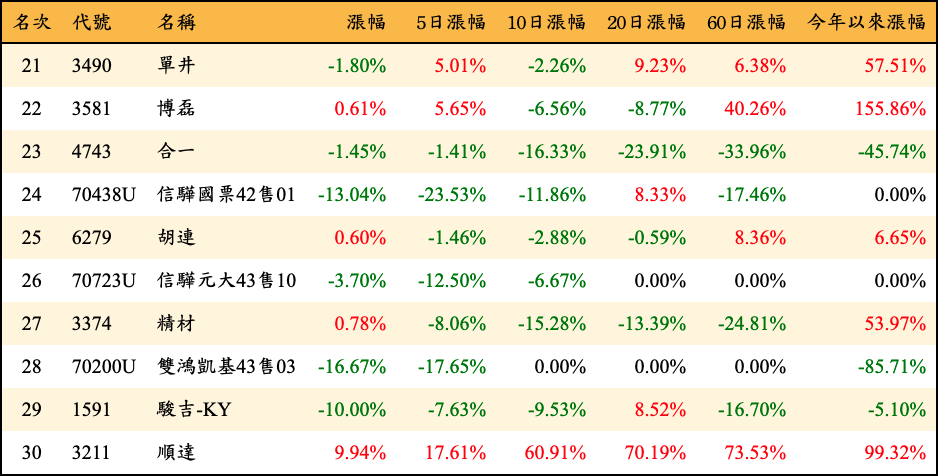 名次 代號 名稱 漲幅 5日漲幅 10日漲幅 20日漲幅 60日漲幅 今年以來漲幅
21 3490 單井 -1.80% 5.01% -2.26% 9.23% 6.38% 57.51%
22 3581 博磊 0.61% 5.65% -6.56% -8.77% 40.26% 155.86%
23 4743 合一 -1.45% -1.41% -16.33% -23.91% -33.96% -45.74%
24 70438U 信驊國票42售01 -13.04% -23.53% -11.86% 8.33% -17.46% 0.00%
25 6279 胡連 0.60% -1.46% -2.88% -0.59% 8.36% 6.65%
26 70723U 信驊元大43售10 -3.70% -12.50% -6.67% 0.00% 0.00% 0.00%
27 3374 精材 0.78% -8.06% -15.28% -13.39% -24.81% 53.97%
28 70200U 雙鴻凱基43售03 -16.67% -17.65% 0.00% 0.00% 0.00% -85.71%
29 1591 駿吉-KY -10.00% -7.63% -9.53% 8.52% -16.70% -5.10%
30 3211 順達 9.94% 17.61% 60.91% 70.19% 73.53% 99.32%